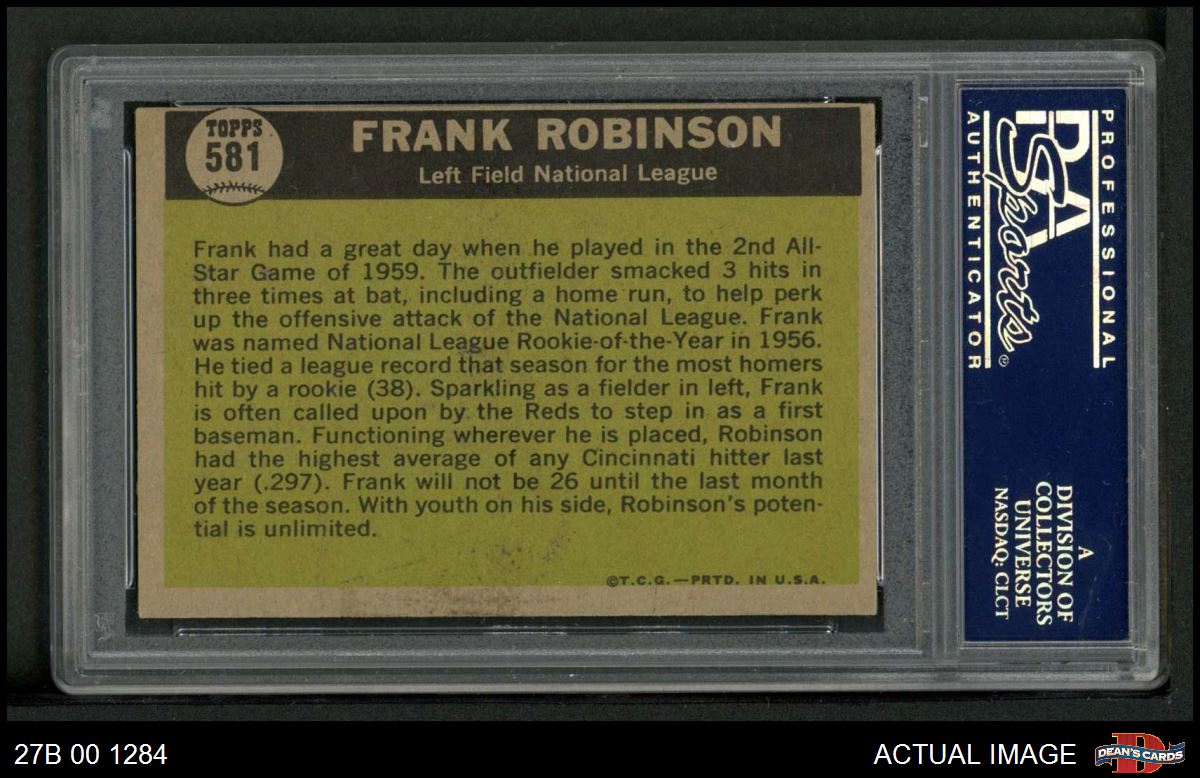 TOPPS
581
FRANK ROBINSON
Left Field National League
Frank had a great day when he played in the 2nd All-
Star Game of 1959. The outfielder smacked 3 hits in
three times at bat, including a home run, to help perk
up the offensive attack of the National League. Frank
was named National League Rookie-of-the-Year in 1956.
He tied a league record that season for the most homers
hit by a rookie (38). Sparkling as a fielder in left, Frank
is often called upon by the Reds to step in as a first
baseman. Functioning wherever he is placed, Robinson
had the highest average of any Cincinnati hitter last
year (.297). Frank will not be 26 until the last month
of the season. With youth on his side, Robinson's poten-
tial is unlimited.
©T.C.G.—PRTD. IN U.S.A.
PROFESSIONAL
PSA
Sports
AUTHENTICATOR
A
DIVISION OF
COLLECTORS
UNIVERSE
NASDAQ: CLCT
27B 00 1284
ACTUAL IMAGE
DEAN'S CARDS